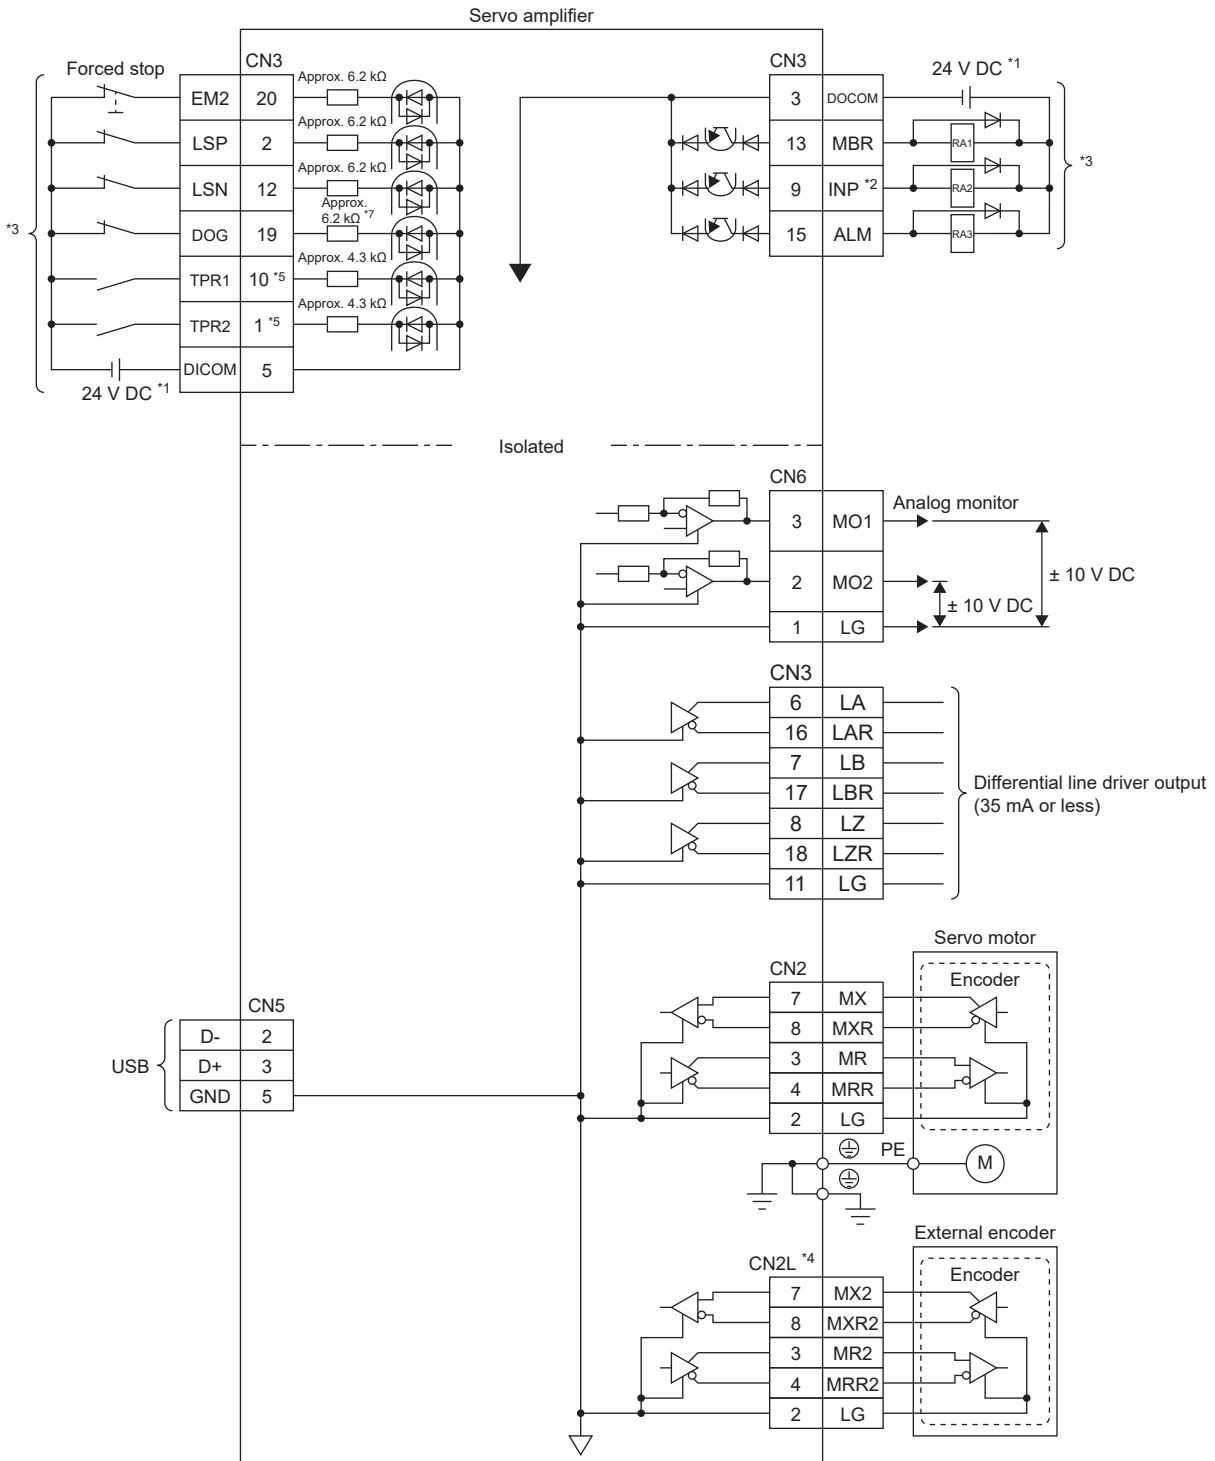 Servo amplifier
Forced stop
CN3
EM2 20 Approx. 6.2 kΩ
LSP 2 Approx. 6.2 kΩ
LSN 12 Approx. 6.2 kΩ
DOG 19 Approx. 6.2 kΩ *7
TPR1 10 *5 Approx. 4.3 kΩ
TPR2 1 *5 Approx. 4.3 kΩ
DICOM 5
24 V DC *1
*3
CN3
24 V DC *1
3 DOCOM
13 MBR RA1
9 INP *2 RA2
15 ALM RA3
*3
Isolated
CN6
Analog monitor
3 MO1
2 MO2
1 LG
± 10 V DC
± 10 V DC
CN3
6 LA
16 LAR
7 LB
17 LBR
8 LZ
18 LZR
11 LG
Differential line driver output
(35 mA or less)
Servo motor
Encoder
CN2
7 MX
8 MXR
3 MR
4 MRR
2 LG
PE
M
CN5
USB
D- 2
D+ 3
GND 5
External encoder
Encoder
CN2L *4
7 MX2
8 MXR2
3 MR2
4 MRR2
2 LG